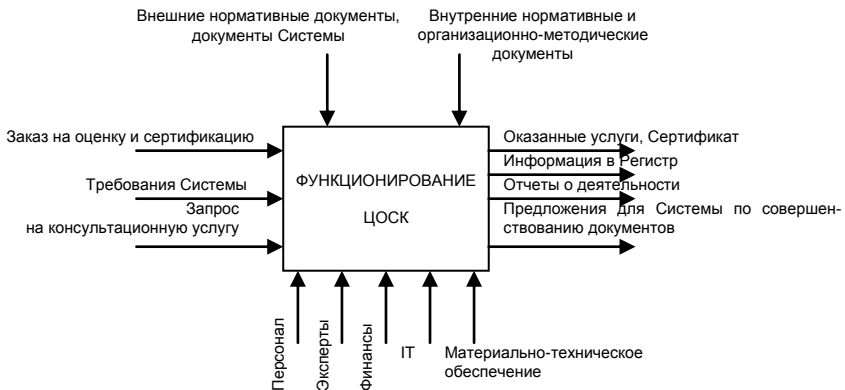 Внешние нормативные документы,
документы Системы
Внутренние нормативные и
организационно-методические
документы
Заказ на оценку и сертификацию
Требования Системы
Запрос
на консультационную услугу
ФУНКЦИОНИРОВАНИЕ
ЦОСК
Оказанные услуги, Сертификат
Информация в Регистр
Отчеты о деятельности
Предложения для Системы по совершен-
ствованию документов
Персонал
Эксперты
Финансы
IT
Материально-техническое
обеспечение